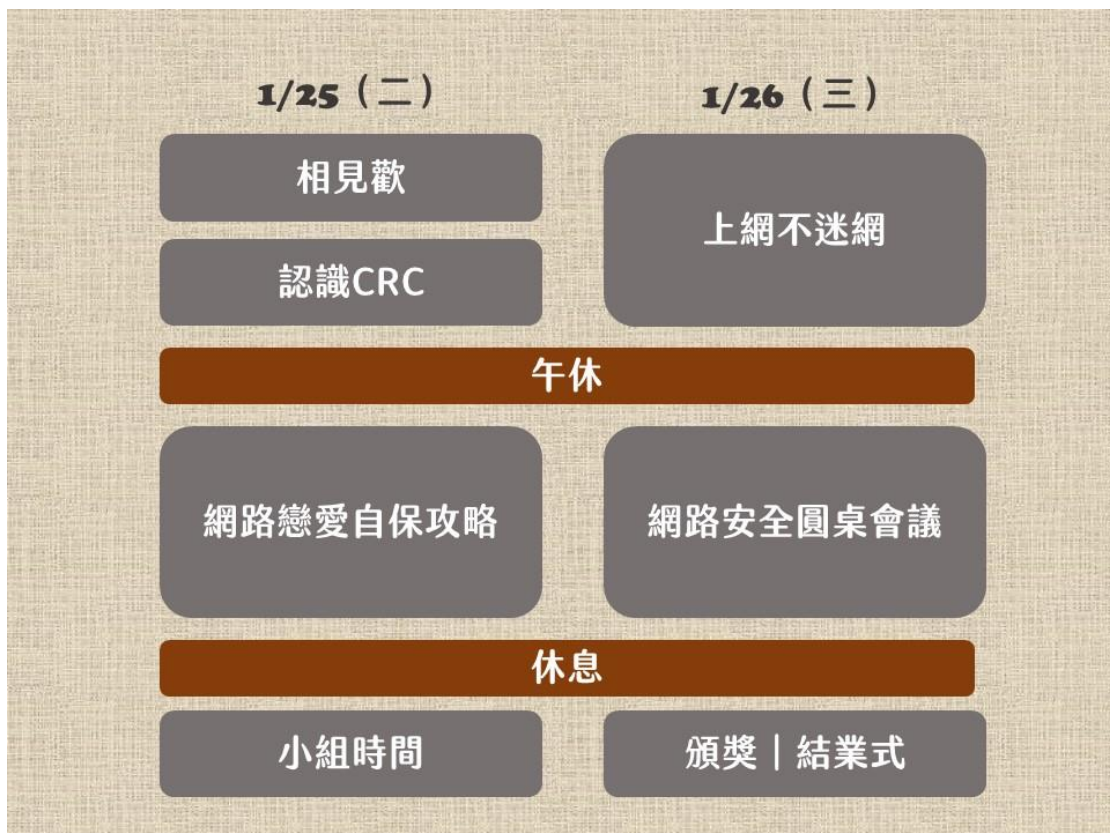 1/25（二）
1/26（三）
相見歡
上網不迷網
認識CRC
午休
網路戀愛自保攻略
網路安全圓桌會議
休息
小組時間
頒獎｜結業式